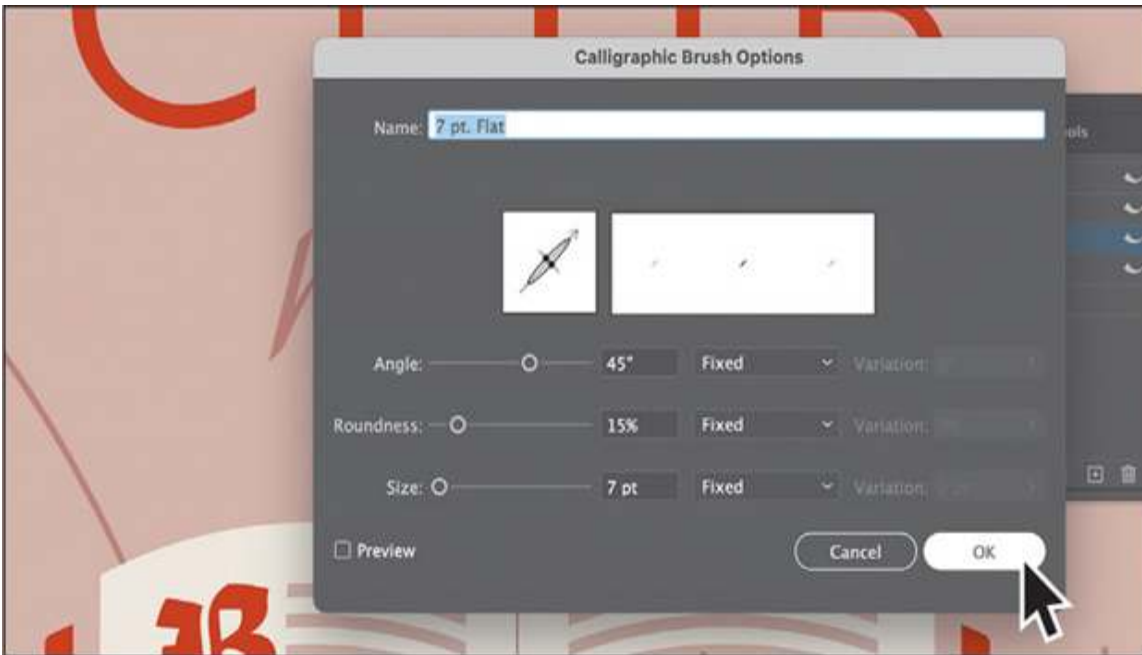 Calligraphic Brush Options
Name: 7 pt. Flat
ols
Angle: 45° Fixed Variation:
Roundness: 15% Fixed Variation:
Size: 7 pt Fixed Variation:
Preview Cancel OK
B